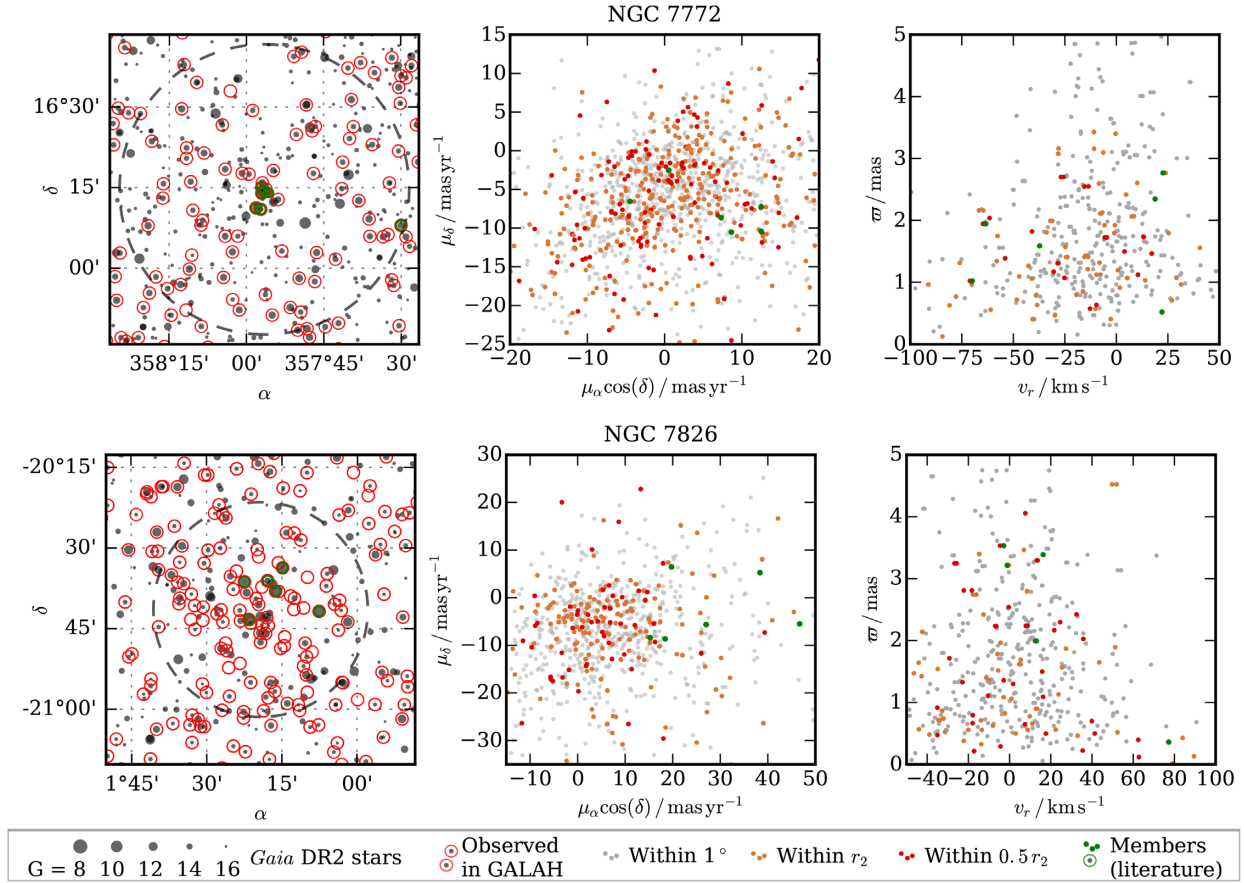 NGC 7772
16°30'
15'
00'
δ
358°15' 00' 357°45' 30'
α
15
10
5
0
−5
−10
−15
−20
−25
μ_δ / mas yr⁻¹
−20 −10 0 10 20
μ_α cos(δ) / mas yr⁻¹
5
4
3
2
1
0
ϖ / mas
−100 −75 −50 −25 0 25 50
v_r / km s⁻¹
NGC 7826
-20°15'
30'
45'
-21°00'
δ
1°45' 30' 15' 00'
α
30
20
10
0
−10
−20
−30
μ_δ / mas yr⁻¹
−10 0 10 20 30 40 50
μ_α cos(δ) / mas yr⁻¹
5
4
3
2
1
0
ϖ / mas
−40 −20 0 20 40 60 80 100
v_r / km s⁻¹
G = 8 10 12 14 16
Gaia DR2 stars
Observed
in GALAH
Within 1°
Within r₂
Within 0.5 r₂
Members
(literature)